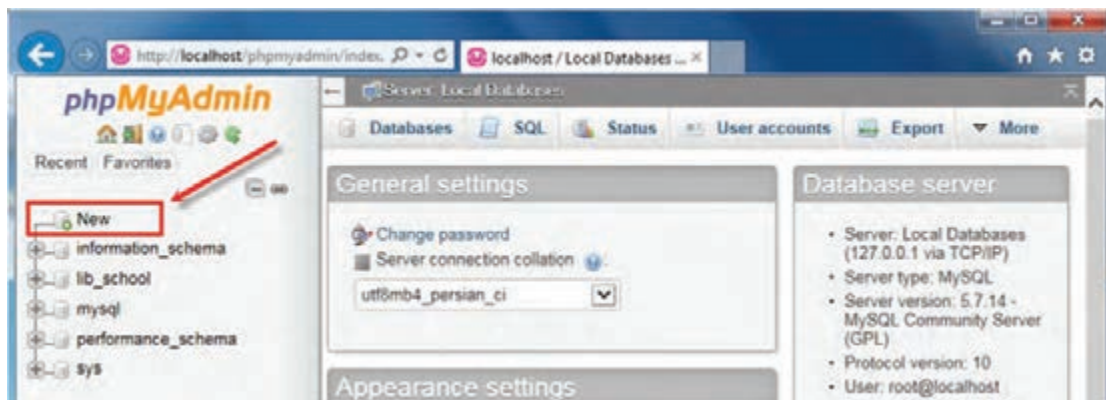 http://localhost/phpmyadmin/index.
localhost / Local Databases ...
phpMyAdmin
Recent Favorites
New
information_schema
lib_school
mysql
performance_schema
sys
Server: Local Databases
Databases SQL Status User accounts Export More
General settings
Change password
Server connection collation :
utf8mb4_persian_ci
Appearance settings
Database server
• Server: Local Databases
(127.0.0.1 via TCP/IP)
• Server type: MySQL
• Server version: 5.7.14 -
MySQL Community Server
(GPL)
• Protocol version: 10
• User: root@localhost